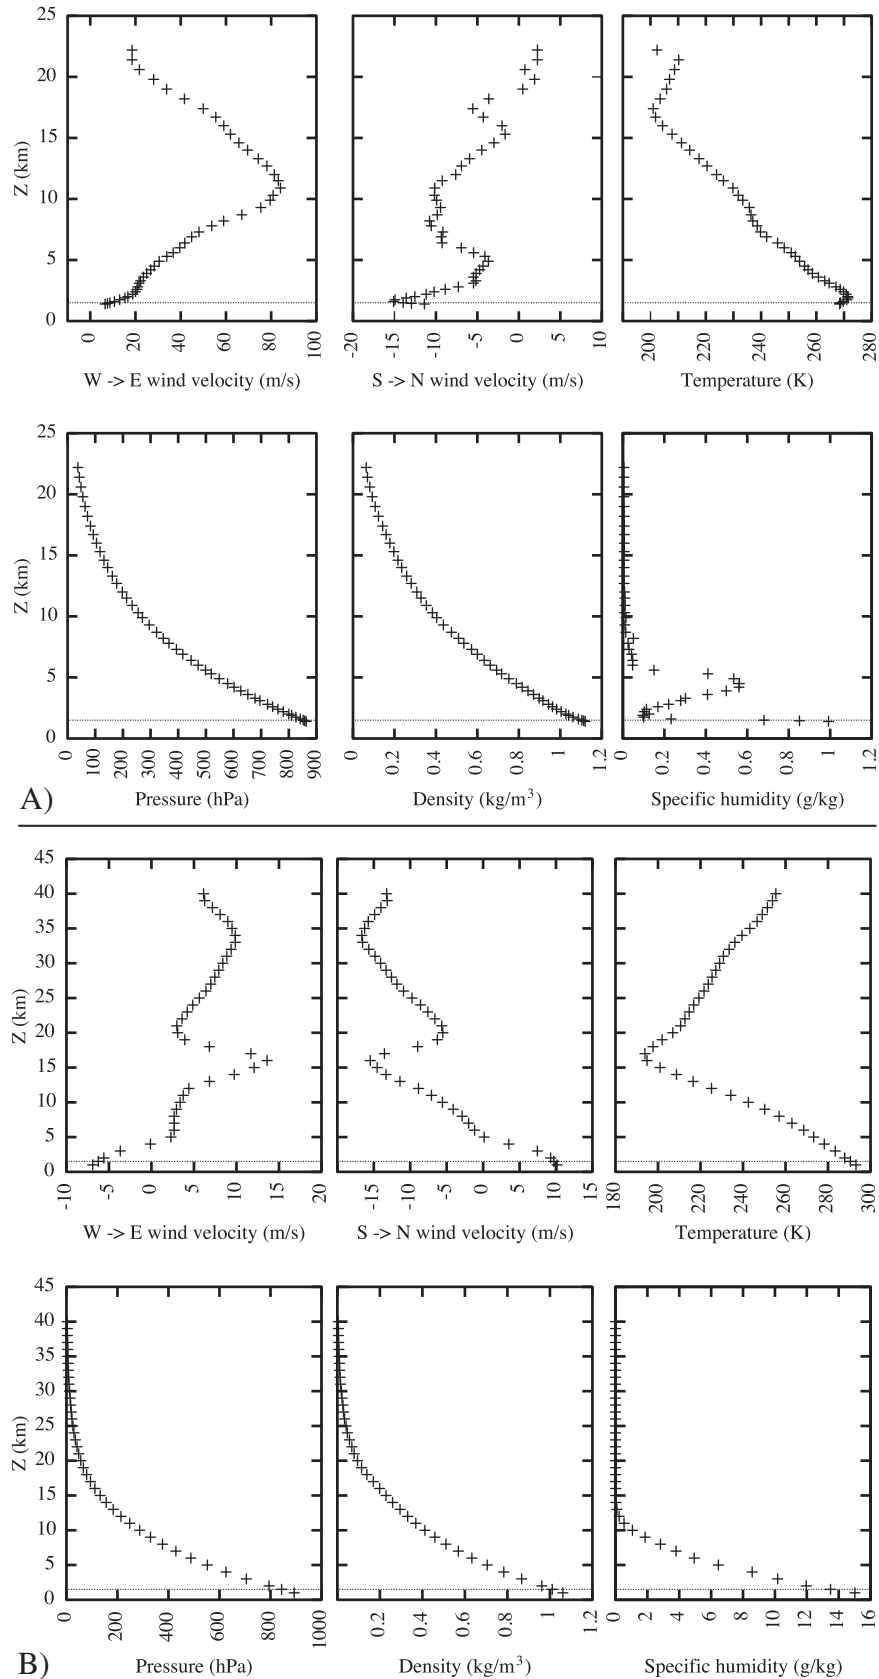 25
20
15
10
5
0
Z (km)
0 20 40 60 80 100
W -> E wind velocity (m/s)
-20 -15 -10 -5 0 5 10
S -> N wind velocity (m/s)
200 220 240 260 280
Temperature (K)
25
20
15
10
5
0
Z (km)
0 100 200 300 400 500 600 700 800 900
Pressure (hPa)
0 0.2 0.4 0.6 0.8 1 1.2
Density (kg/m³)
0 0.2 0.4 0.6 0.8 1 1.2
Specific humidity (g/kg)
A)
45
40
35
30
25
20
15
10
5
0
Z (km)
-10 -5 0 5 10 15 20
W -> E wind velocity (m/s)
-15 -10 -5 0 5 10 15
S -> N wind velocity (m/s)
180 200 220 240 260 280 300
Temperature (K)
45
40
35
30
25
20
15
10
5
0
Z (km)
0 200 400 600 800 1000
Pressure (hPa)
0.2 0.4 0.6 0.8 1 1.2
Density (kg/m³)
0 2 4 6 8 10 12 14 16
Specific humidity (g/kg)
B)